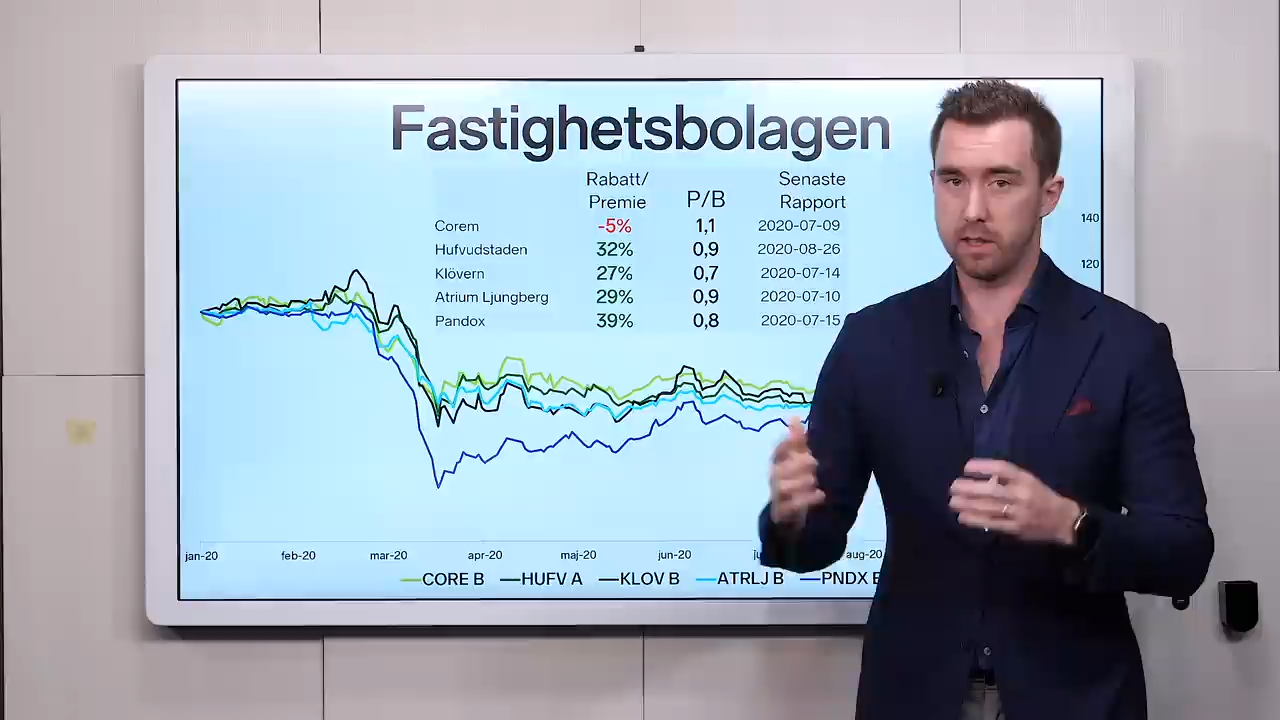 Fastighetsbolagen
Rabatt/
Premie
P/B
Senaste
Rapport
Corem -5% 1,1 2020-07-09
Hufvudstaden 32% 0,9 2020-08-26
Klövern 27% 0,7 2020-07-14
Atrium Ljungberg 29% 0,9 2020-07-10
Pandox 39% 0,8 2020-07-15
140
120
jan-20 feb-20 mar-20 apr-20 maj-20 jun-20 aug-20
CORE B HUFV A KLOV B ATRLJ B PNDX